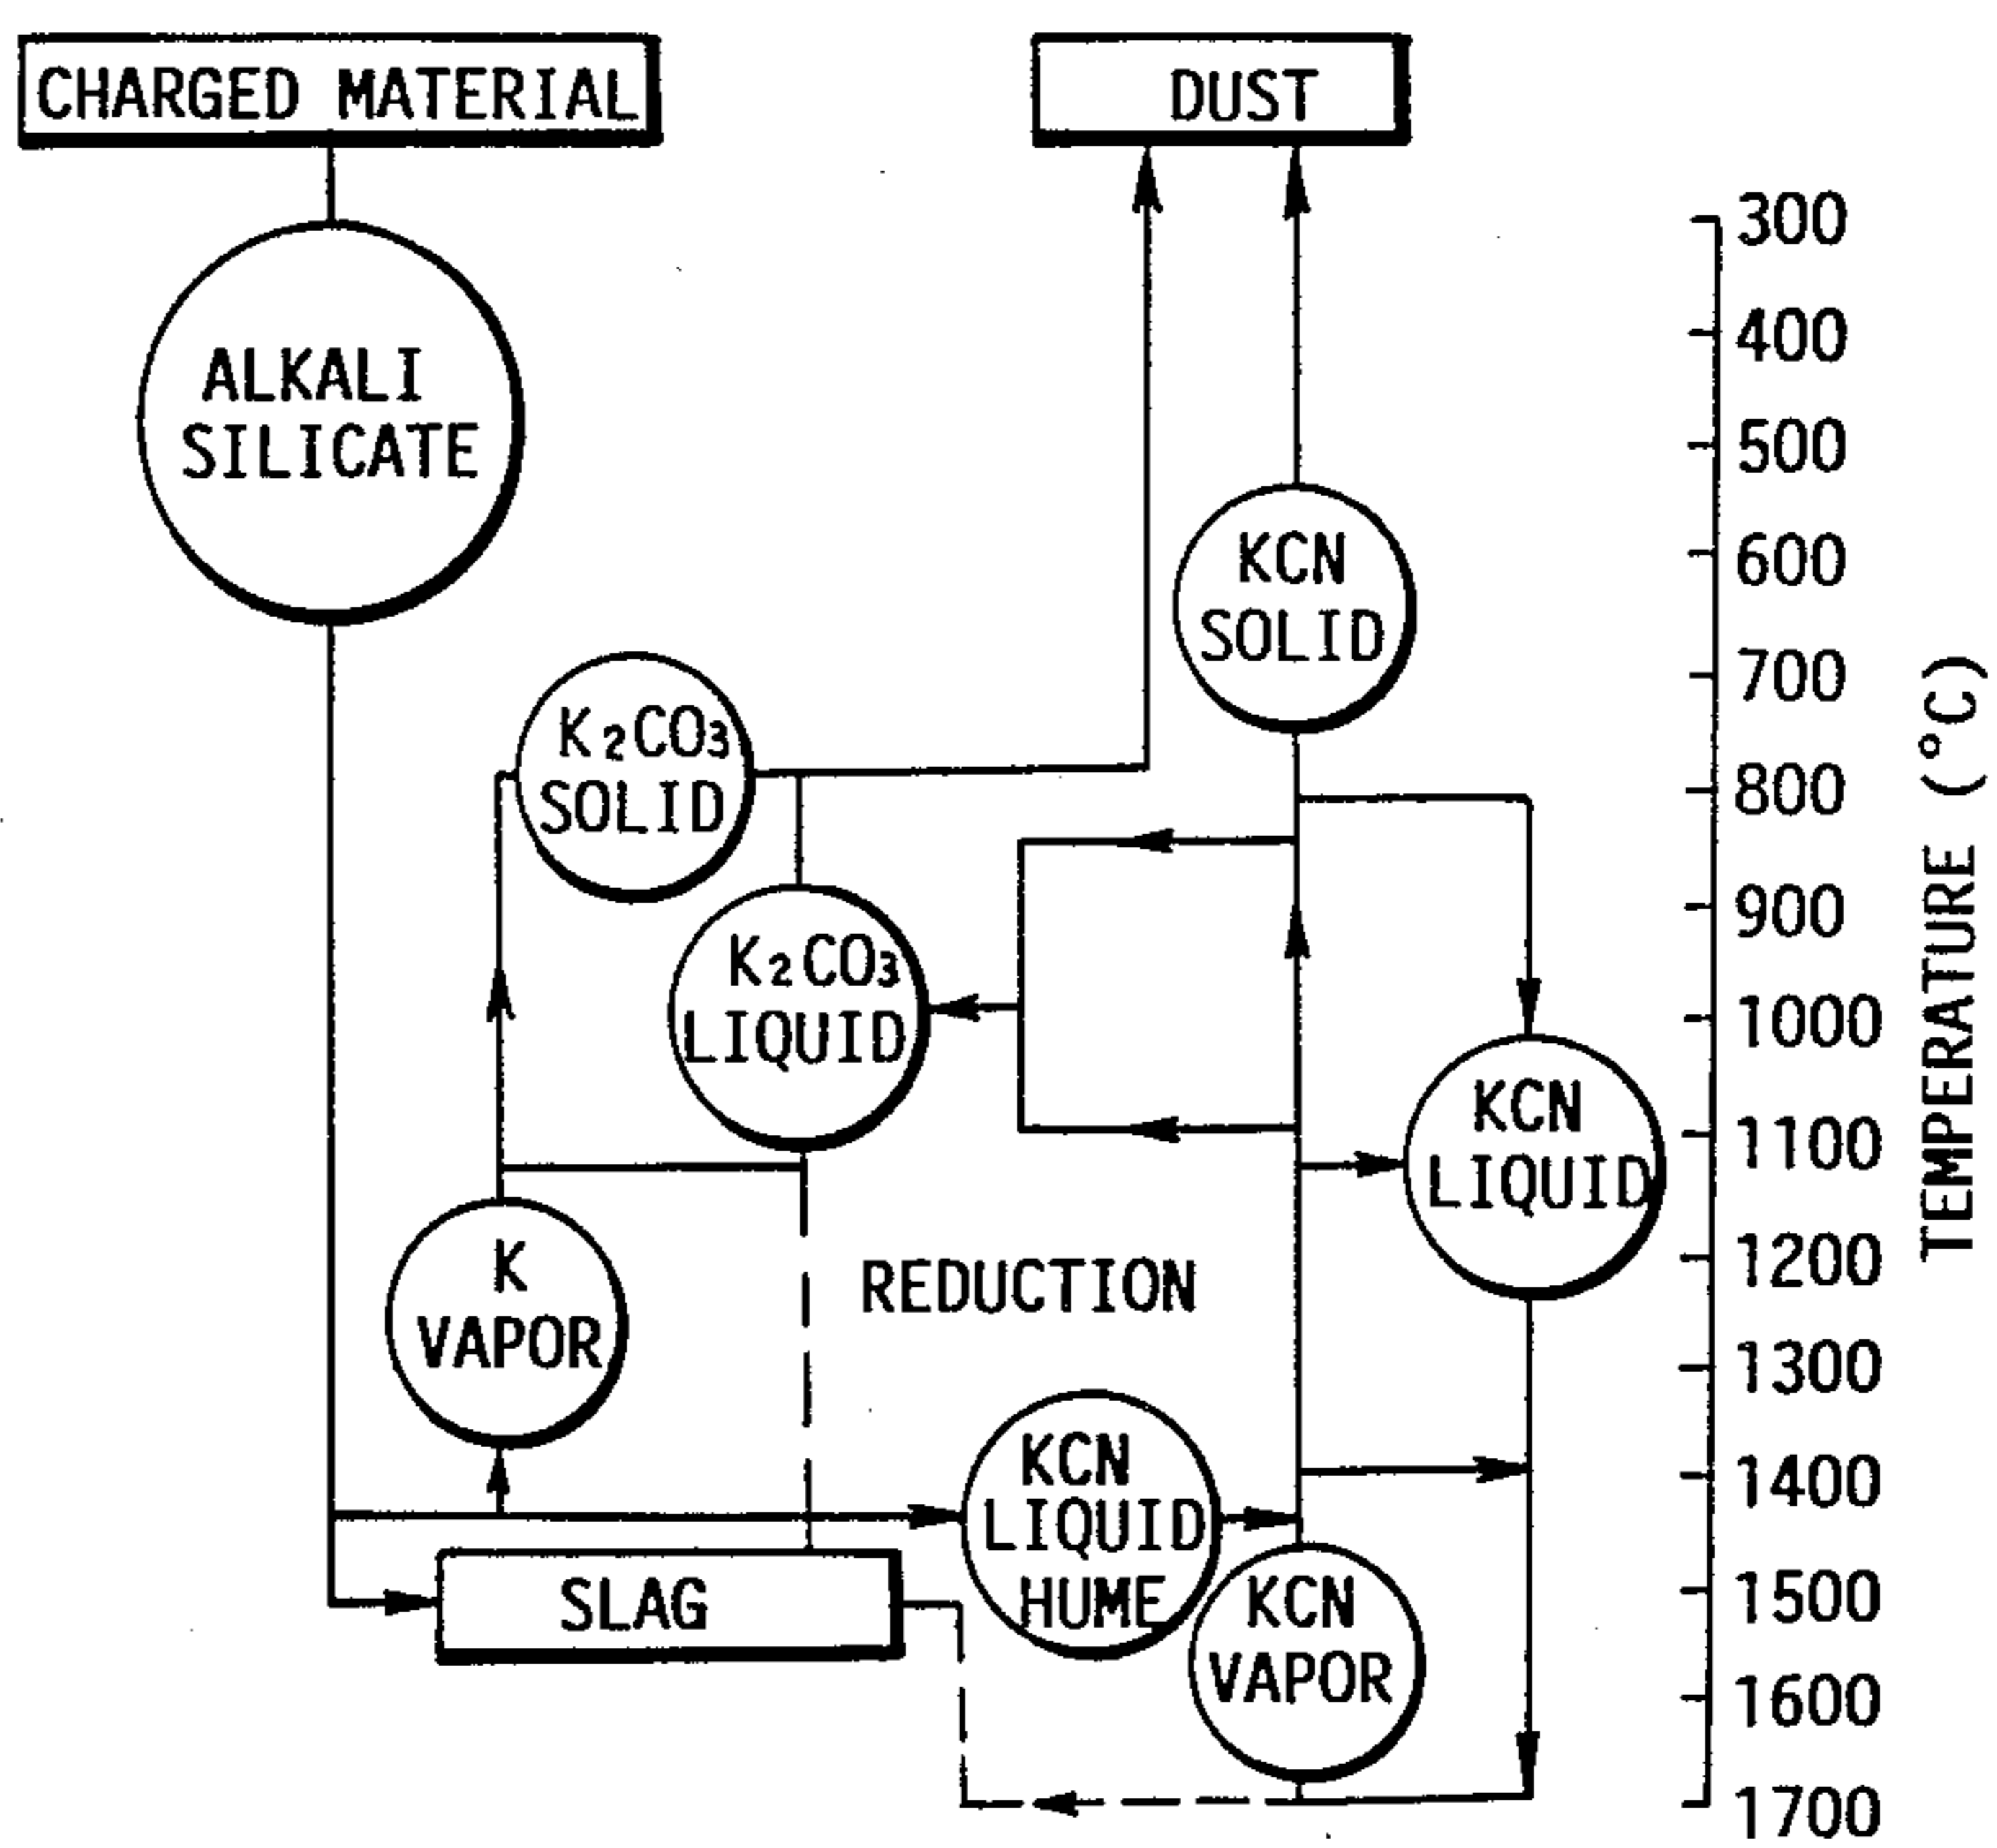 CHARGED MATERIAL
DUST
ALKALI
SILICATE
KCN
SOLID
K₂CO₃
SOLID
K₂CO₃
LIQUID
KCN
LIQUID
K
VAPOR
REDUCTION
KCN
LIQUID
HUME
KCN
VAPOR
SLAG
300
400
500
600
700
800
900
1000
1100
1200
1300
1400
1500
1600
1700
TEMPERATURE (°C)